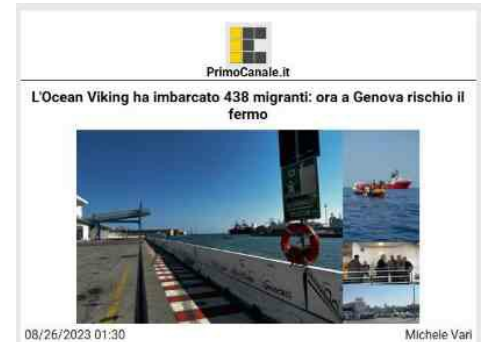 PrimoCanale.it
L'Ocean Viking ha imbarcato 438 migranti: ora a Genova rischio il
fermo
08/26/2023 01:30
Michele Vari